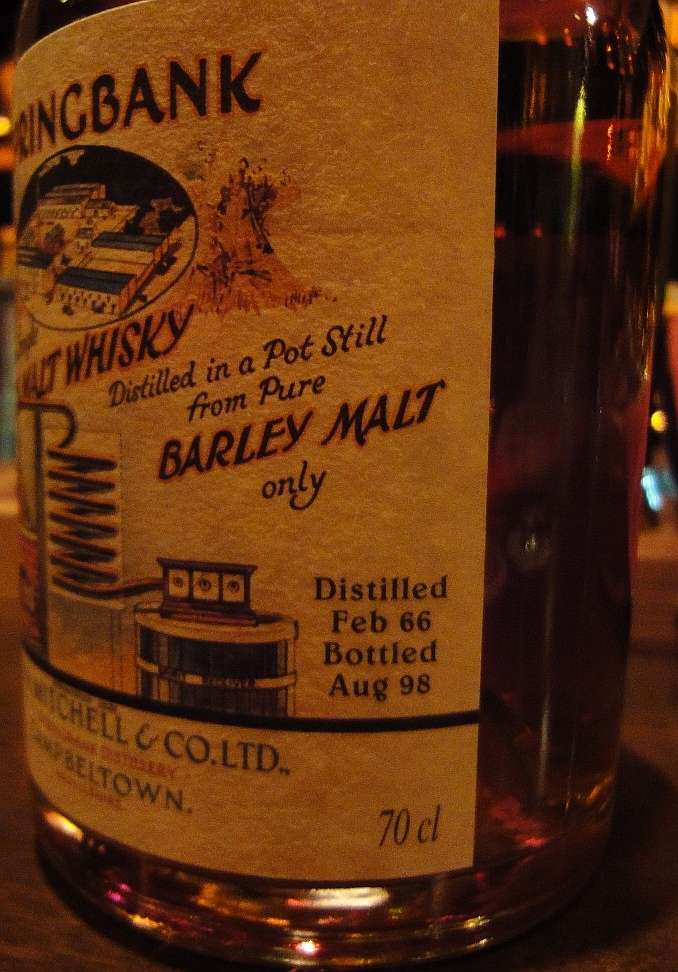 RINGBANK
MALT WHISKY
Distilled in a Pot Still
from Pure
BARLEY MALT
only
Distilled
Feb 66
Bottled
Aug 98
MITCHELL & CO.LTD.,
DISTILLERY
CAMPBELTOWN.
70 cl